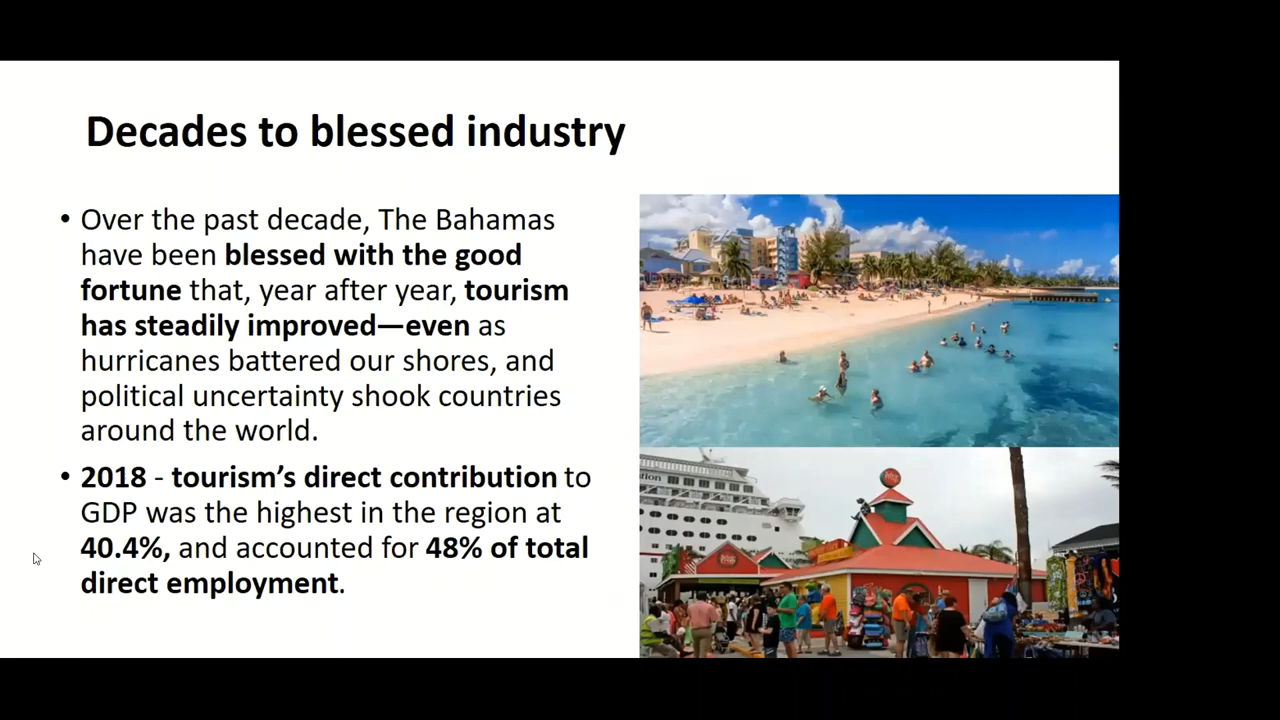 Decades to blessed industry
• Over the past decade, The Bahamas
have been blessed with the good
fortune that, year after year, tourism
has steadily improved—even as
hurricanes battered our shores, and
political uncertainty shook countries
around the world.
• 2018 - tourism’s direct contribution to
GDP was the highest in the region at
40.4%, and accounted for 48% of total
direct employment.